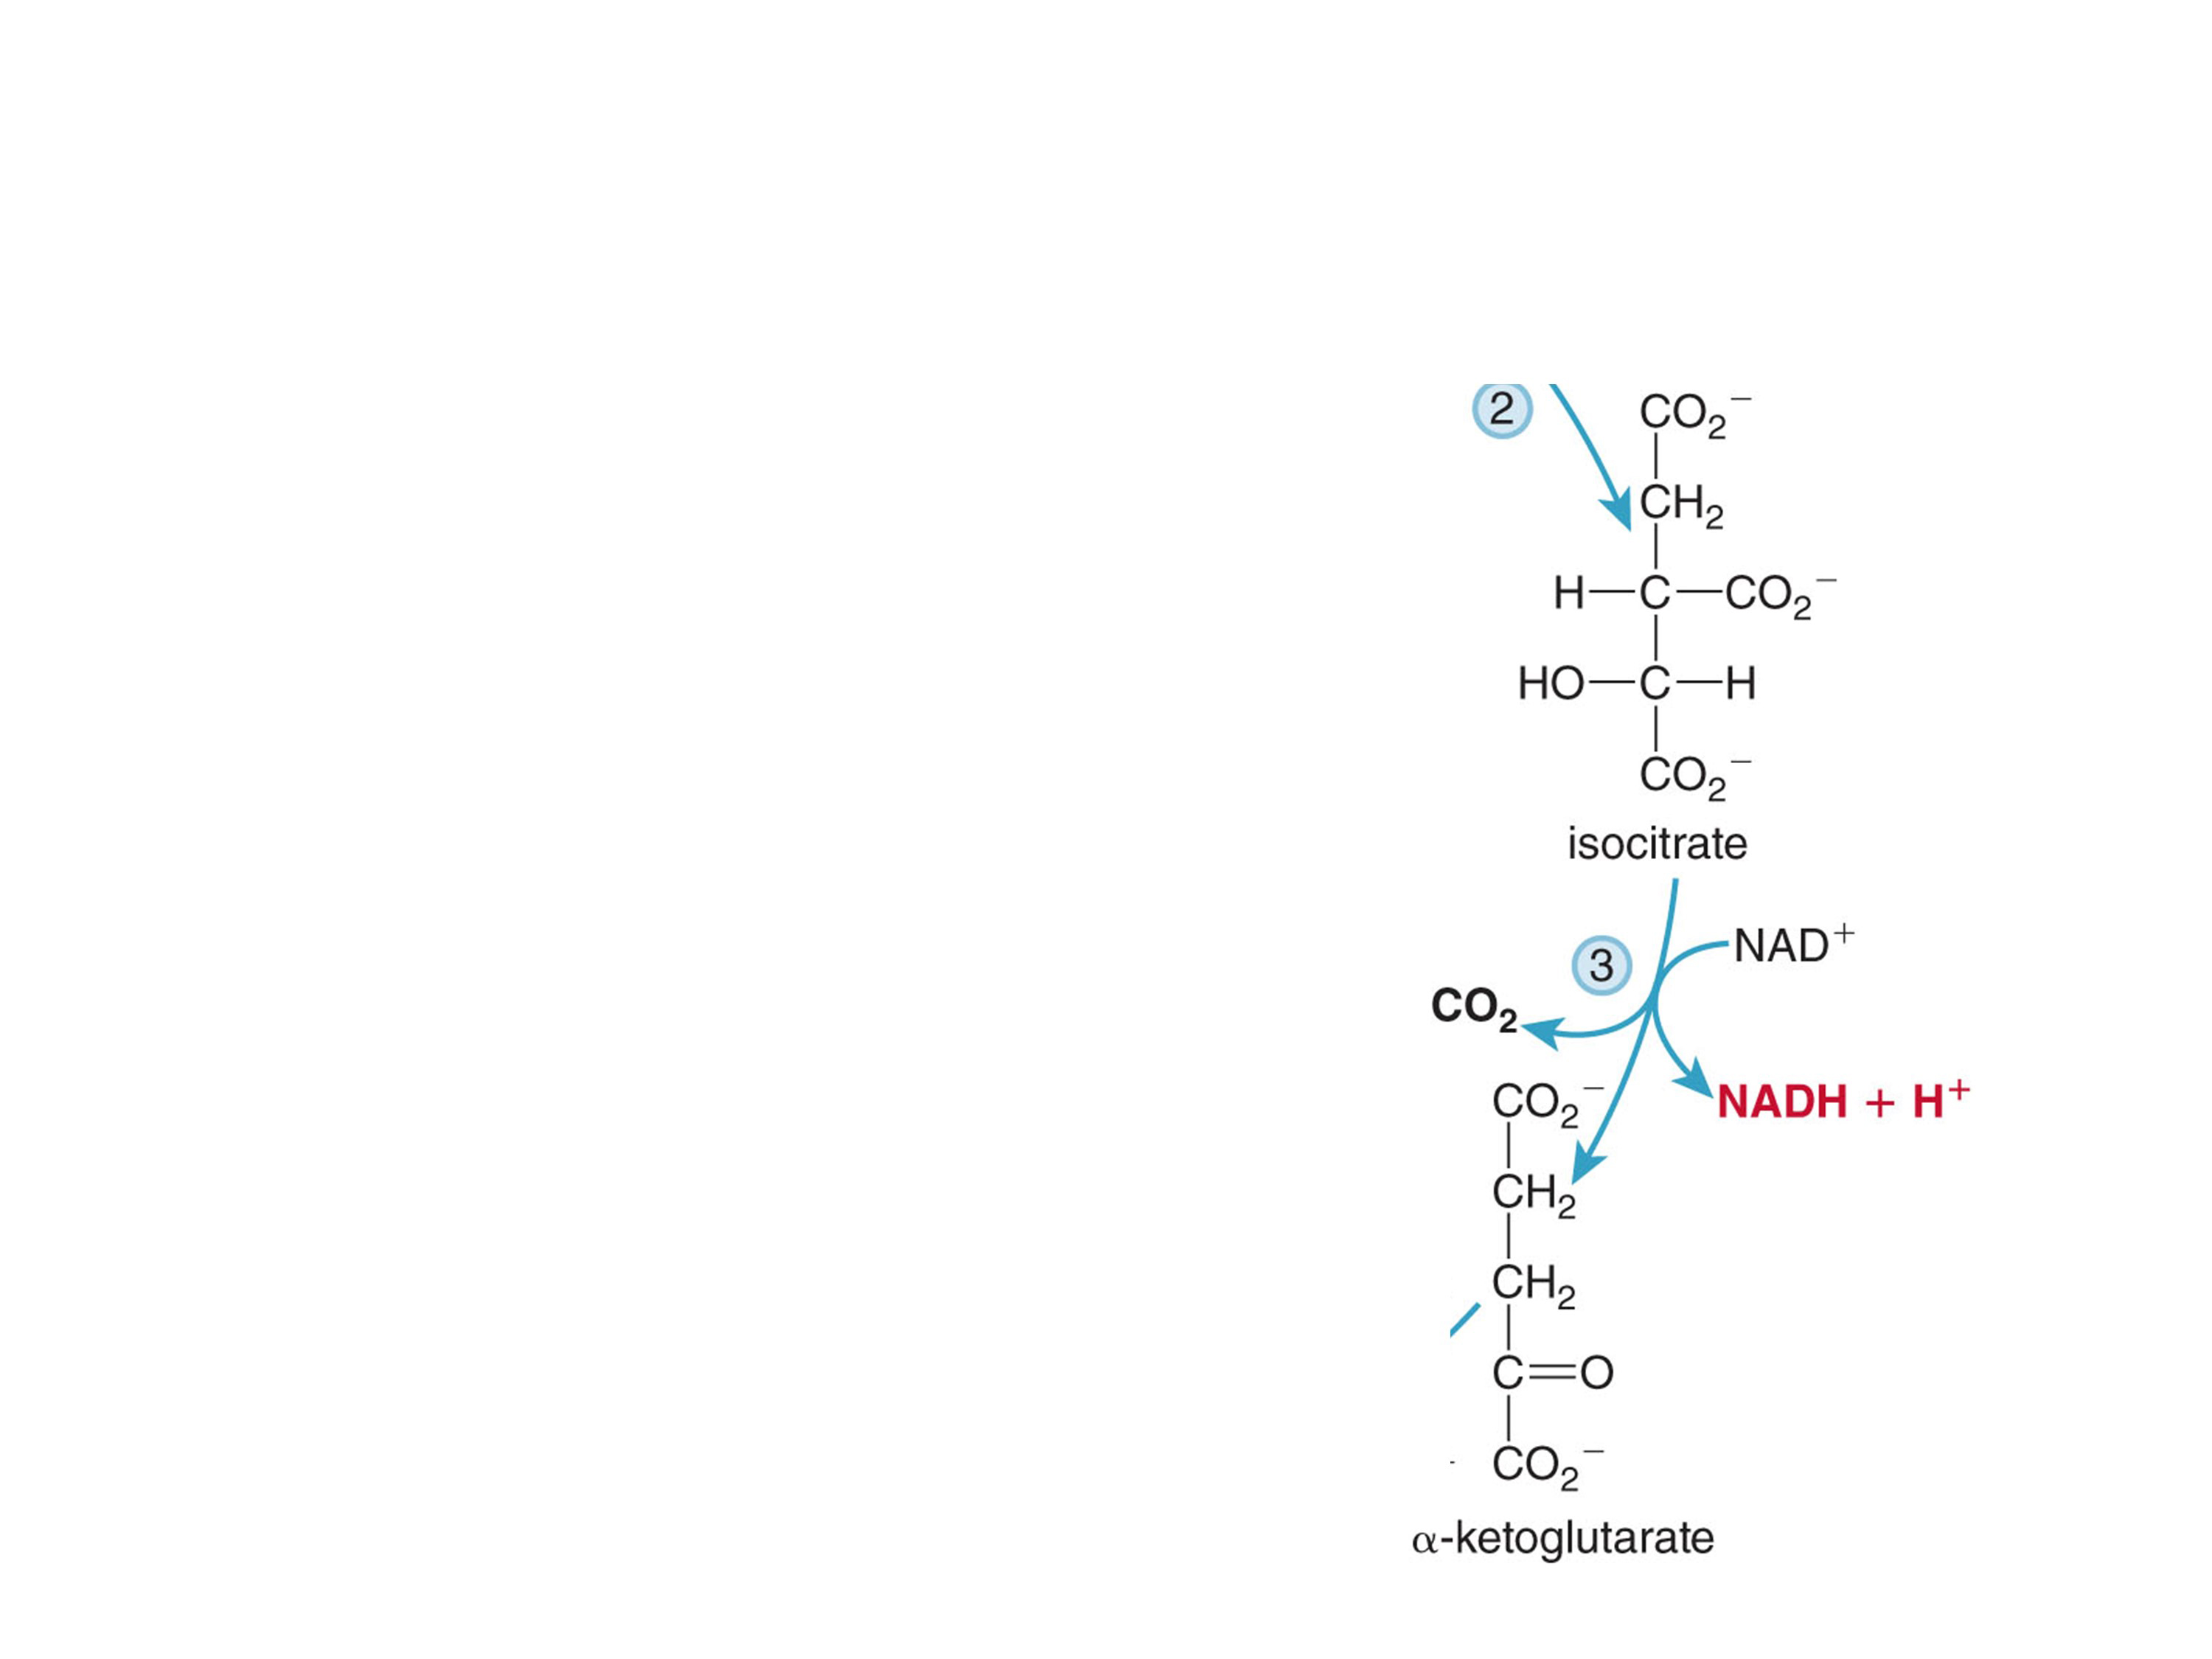 2
CO₂⁻
CH₂
H—C—CO₂⁻
HO—C—H
CO₂⁻
isocitrate
NAD⁺
3
CO₂
NADH + H⁺
CO₂⁻
CH₂
CH₂
C=O
CO₂⁻
α-ketoglutarate